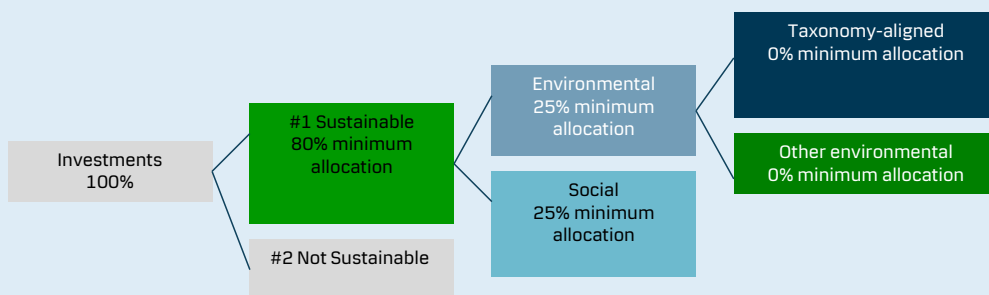 Investments
100%
#1 Sustainable
80% minimum
allocation
#2 Not Sustainable
Environmental
25% minimum
allocation
Social
25% minimum
allocation
Taxonomy-aligned
0% minimum allocation
Other environmental
0% minimum allocation